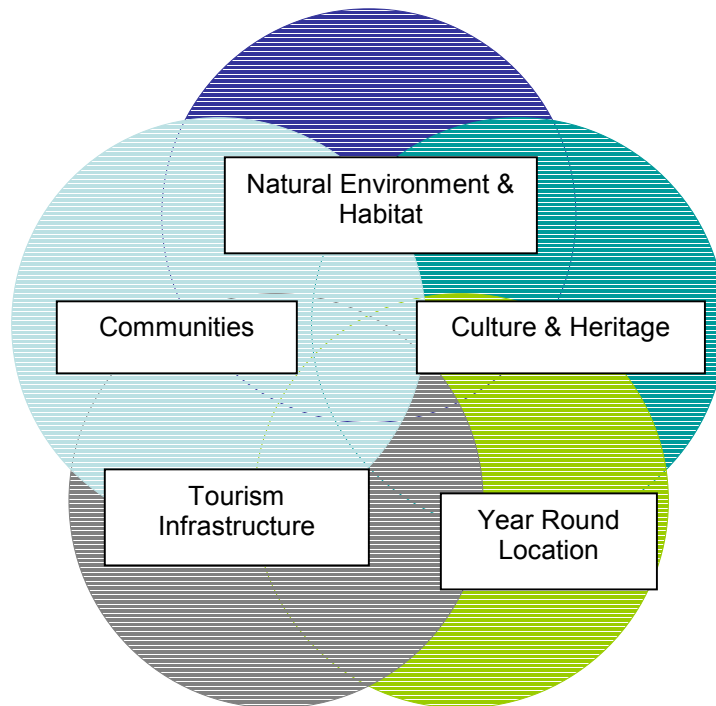 Natural Environment &
Habitat
Communities
Culture & Heritage
Tourism
Infrastructure
Year Round
Location